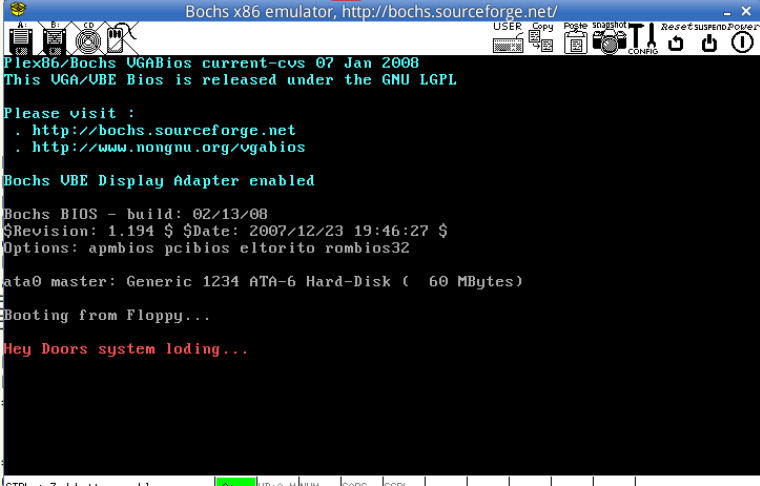 Bochs x86 emulator, http://bochs.sourceforge.net/
A: B: CD USER Copy Paste snapshot CONFIG Reset SUSPEND Power
Plex86/Bochs VGABios current-cvs 07 Jan 2008
This VGA/VBE Bios is released under the GNU LGPL
Please visit :
. http://bochs.sourceforge.net
. http://www.nongnu.org/vgabios
Bochs VBE Display Adapter enabled
Bochs BIOS - build: 02/13/08
$Revision: 1.194 $ $Date: 2007/12/23 19:46:27 $
Options: apmbios pcibios eltorito rombios32
ata0 master: Generic 1234 ATA-6 Hard-Disk ( 60 MBytes)
Booting from Floppy...
Hey Doors system loding...